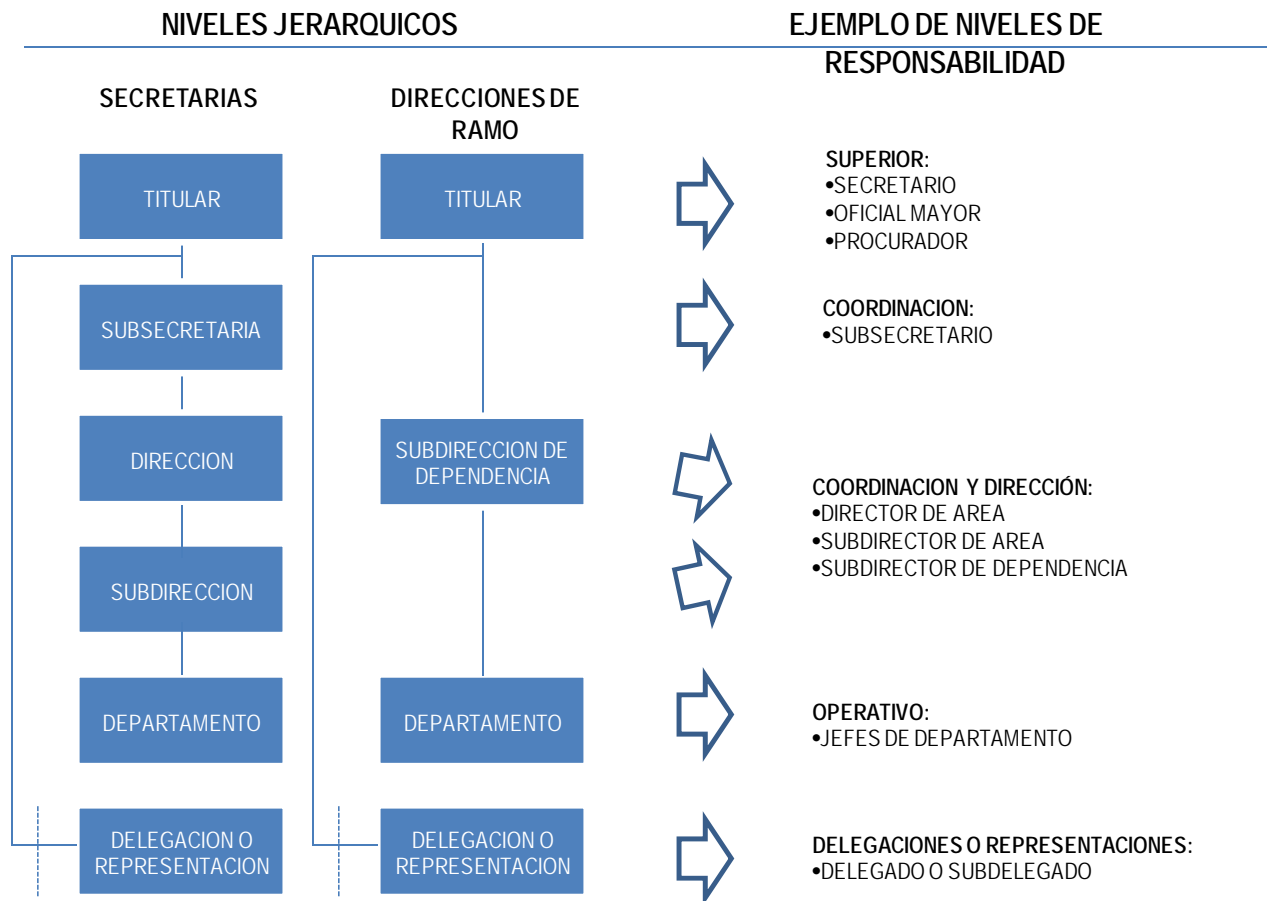 NIVELES JERARQUICOS
EJEMPLO DE NIVELES DE
RESPONSABILIDAD
SECRETARIAS
DIRECCIONES DE
RAMO
TITULAR
TITULAR
SUPERIOR:
•SECRETARIO
•OFICIAL MAYOR
•PROCURADOR
SUBSECRETARIA
COORDINACION:
•SUBSECRETARIO
DIRECCION
SUBDIRECCION DE
DEPENDENCIA
COORDINACION Y DIRECCIÓN:
•DIRECTOR DE AREA
•SUBDIRECTOR DE AREA
•SUBDIRECTOR DE DEPENDENCIA
SUBDIRECCION
DEPARTAMENTO
DEPARTAMENTO
OPERATIVO:
•JEFES DE DEPARTAMENTO
DELEGACION O
REPRESENTACION
DELEGACION O
REPRESENTACION
DELEGACIONES O REPRESENTACIONES:
•DELEGADO O SUBDELEGADO